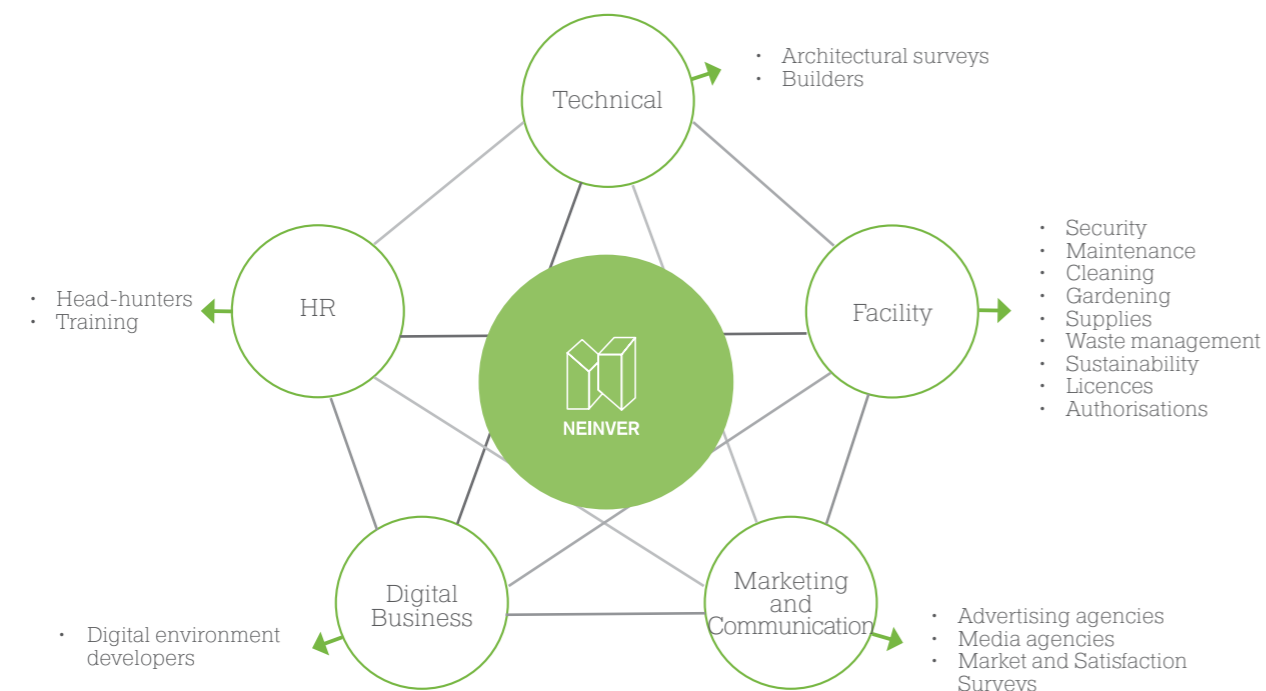 Technical
• Architectural surveys
• Builders
HR
• Head-hunters
• Training
Facility
• Security
• Maintenance
• Cleaning
• Gardening
• Supplies
• Waste management
• Sustainability
• Licences
• Authorisations
NEINVER
Digital
Business
• Digital environment
developers
Marketing
and
Communication
• Advertising agencies
• Media agencies
• Market and Satisfaction
Surveys